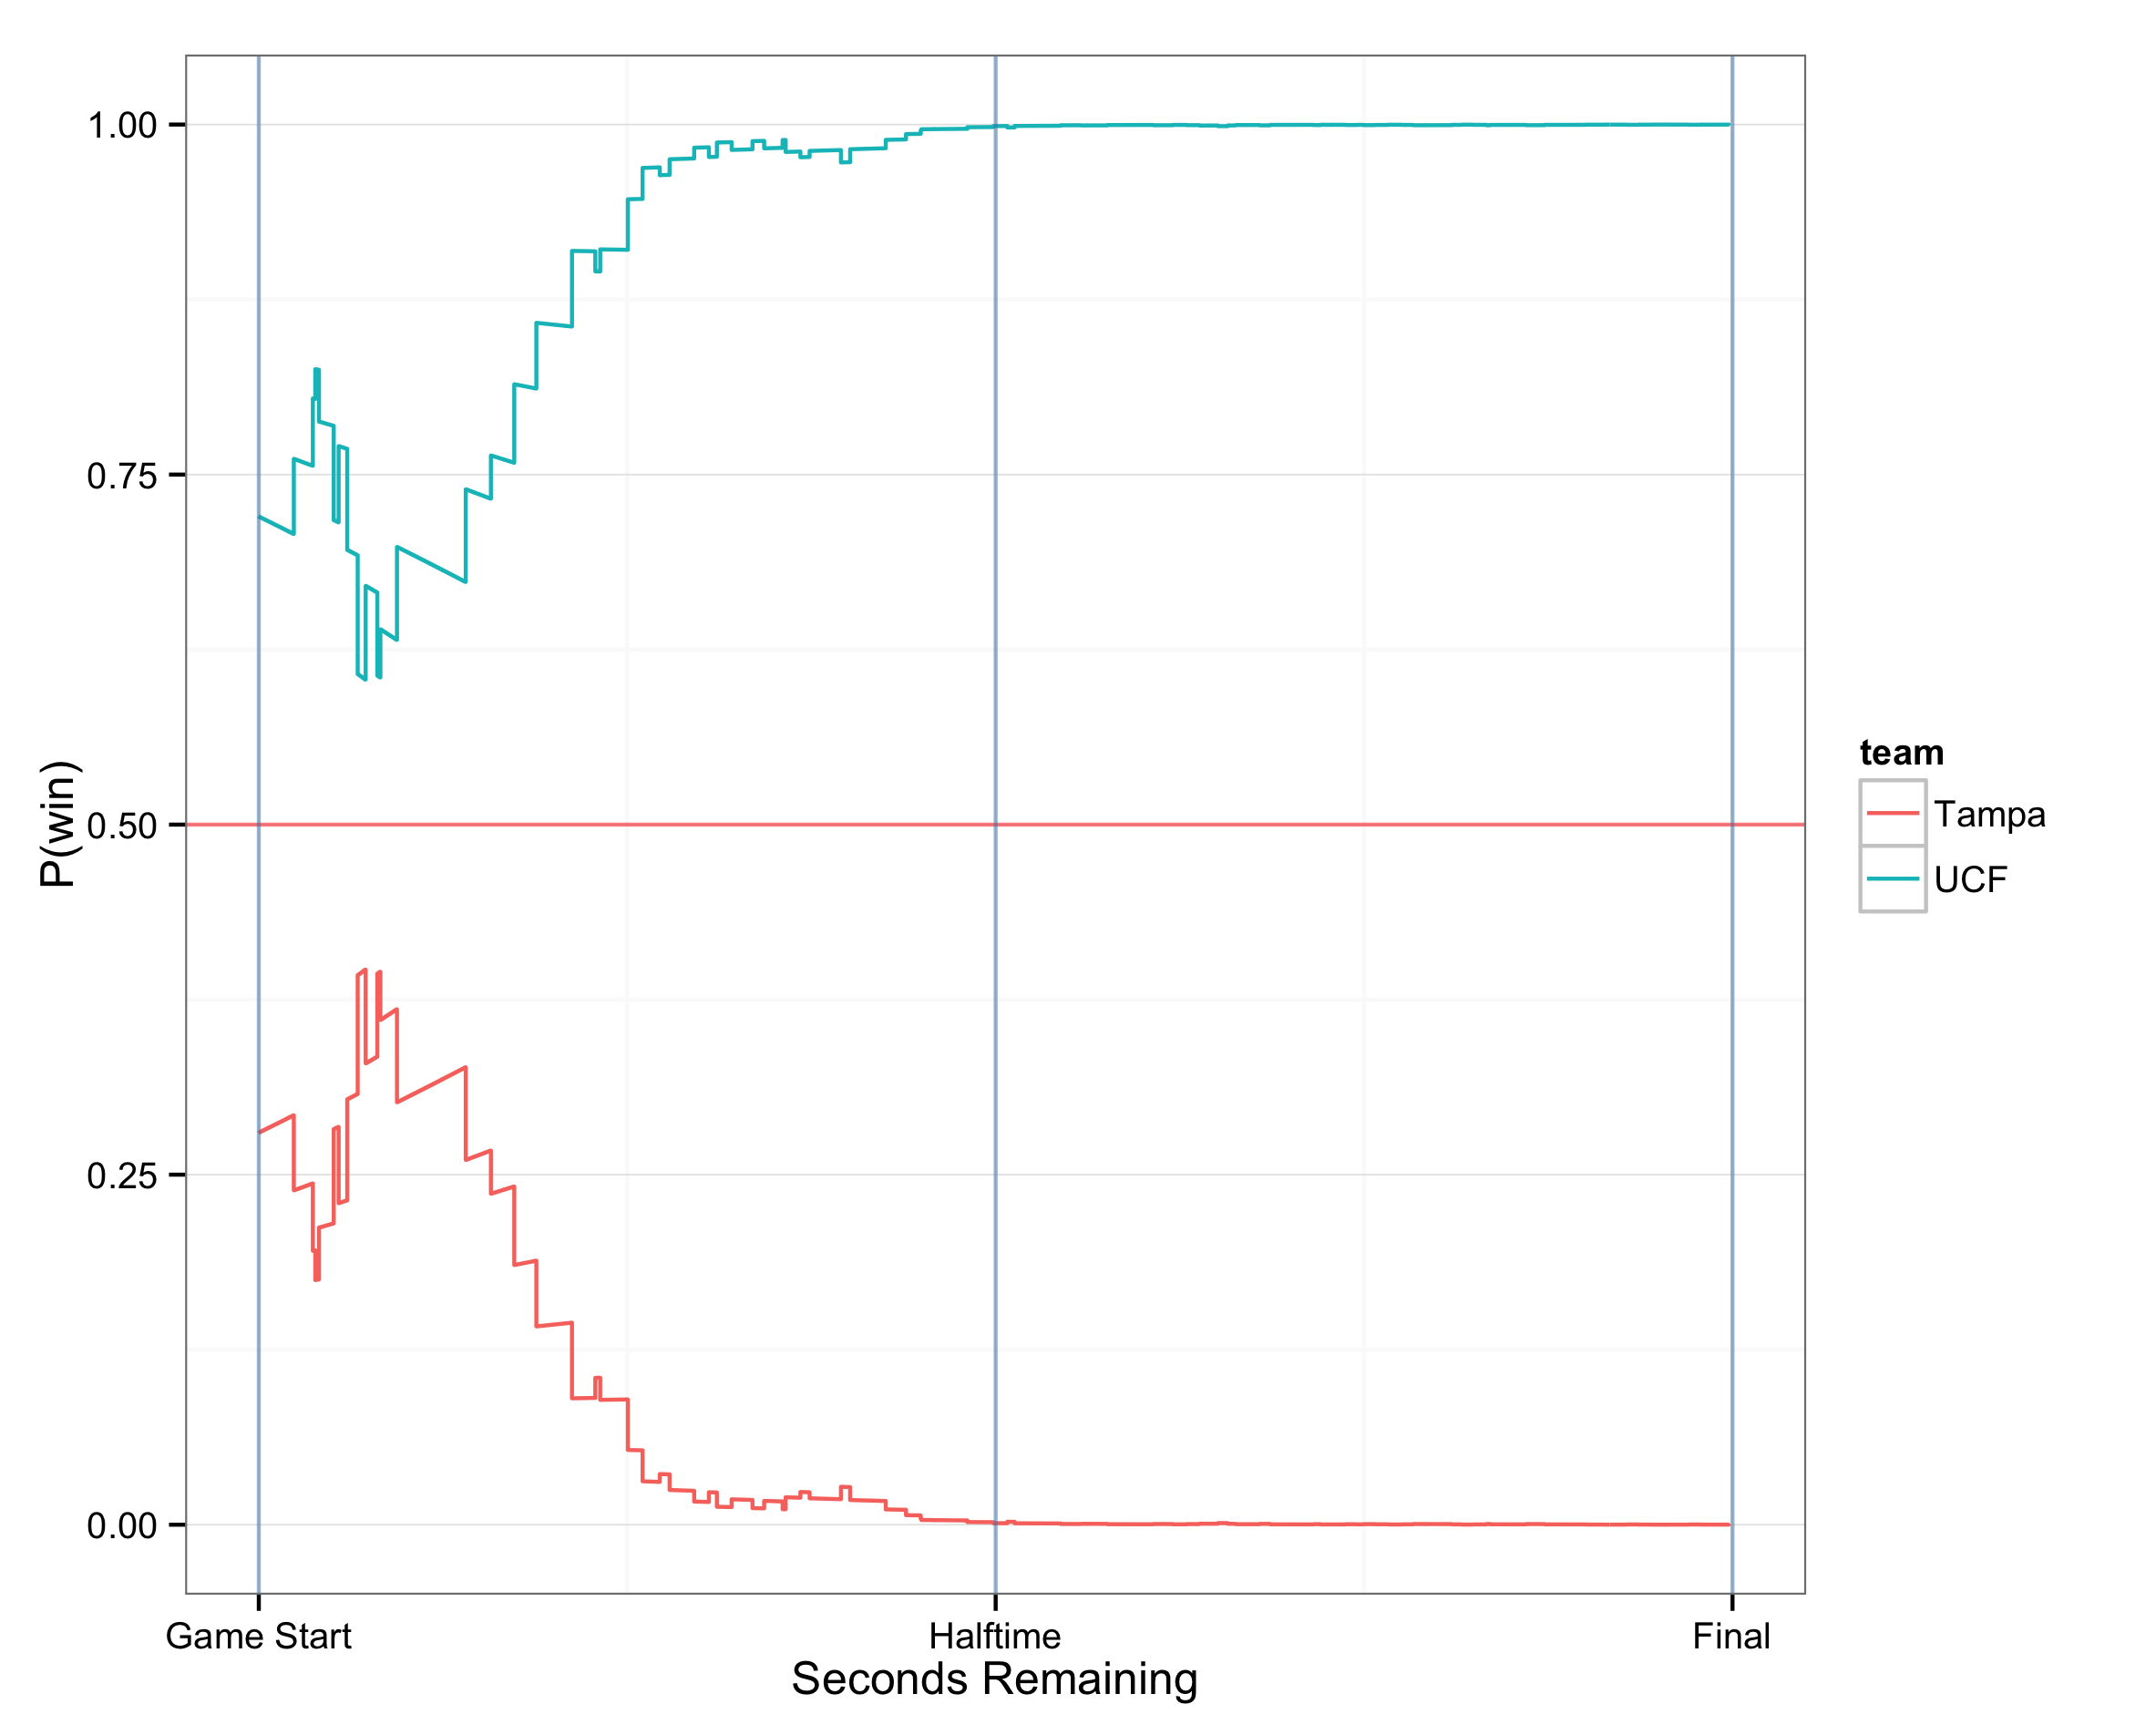 1.00
0.75
0.50
0.25
0.00
P(win)
Game Start
Halftime
Final
Seconds Remaining
team
Tampa
UCF